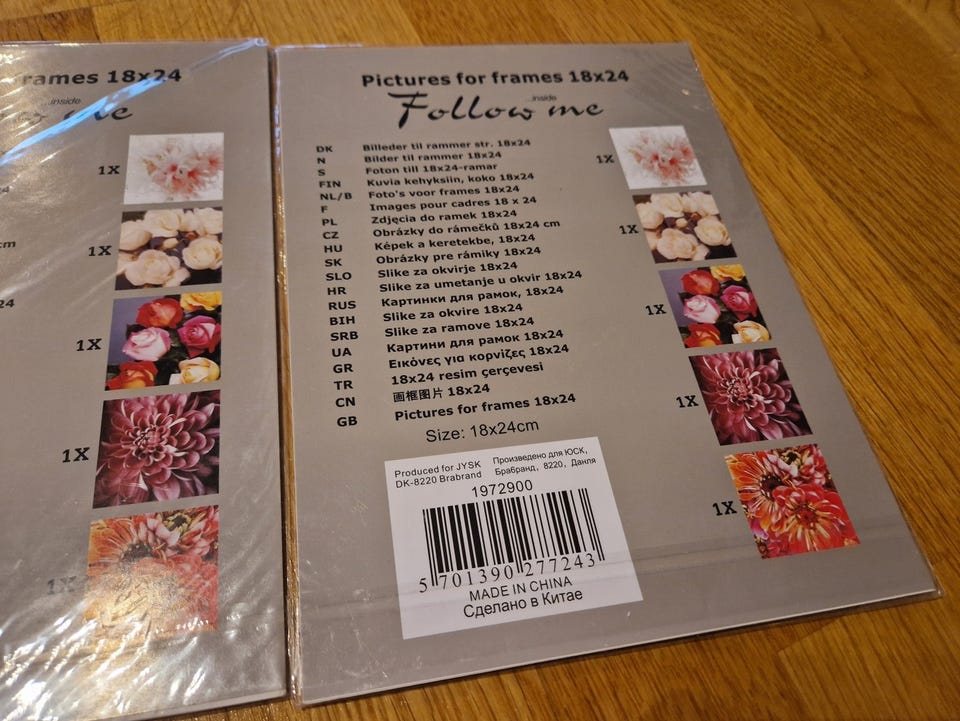 rames 18x24
...inside
me
1X
1X
cm
1X
24
1X
1X
Pictures for frames 18x24
...inside
Follow me
DK Billeder til rammer str. 18x24
N Bilder til rammer 18x24
S Foton till 18x24-ramar
FIN Kuvia kehyksiin, koko 18x24
NL/B Foto's voor frames 18x24
F Images pour cadres 18 x 24
PL Zdjęcia do ramek 18x24
CZ Obrázky do rámečků 18x24 cm
HU Képek a keretekbe, 18x24
SK Obrázky pre rámiky 18x24
SLO Slike za okvirje 18x24
HR Slike za umetanje u okvir 18x24
RUS Картинки для рамок, 18x24
BIH Slike za okvire 18x24
SRB Slike za ramove 18x24
UA Картини для рамок 18x24
GR Εικόνες για κορνίζες 18x24
TR 18x24 resim çerçevesi
CN 画框图片 18x24
GB Pictures for frames 18x24
Size: 18x24cm
1X
1X
1X
1X
1X
Produced for JYSK
DK-8220 Brabrand
Произведено для ЮСК,
Брабранд, 8220, Данля
1972900
5 701390 277243
MADE IN CHINA
Сделано в Китае